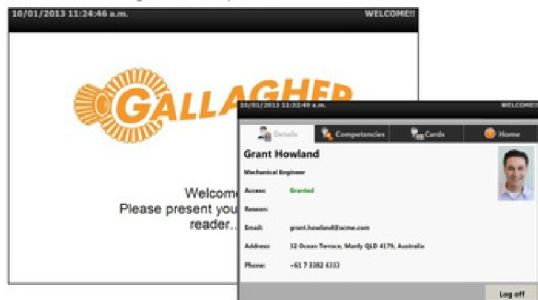 10/01/2013 11:24:46 a.m. WELCOME!!
GALLAGHER
Welcome
Please present you
reader..
10/01/2013 11:32:49 a.m. WELCOME!!
Details Competencies Cards Home
Grant Howland
Mechanical Engineer
Access: Granted
Reason:
Email: grant.howland@acme.com
Address: 32 Ocean Terrace, Manly QLD 4179, Australia
Phone: +61 7 3382 6333
Log off